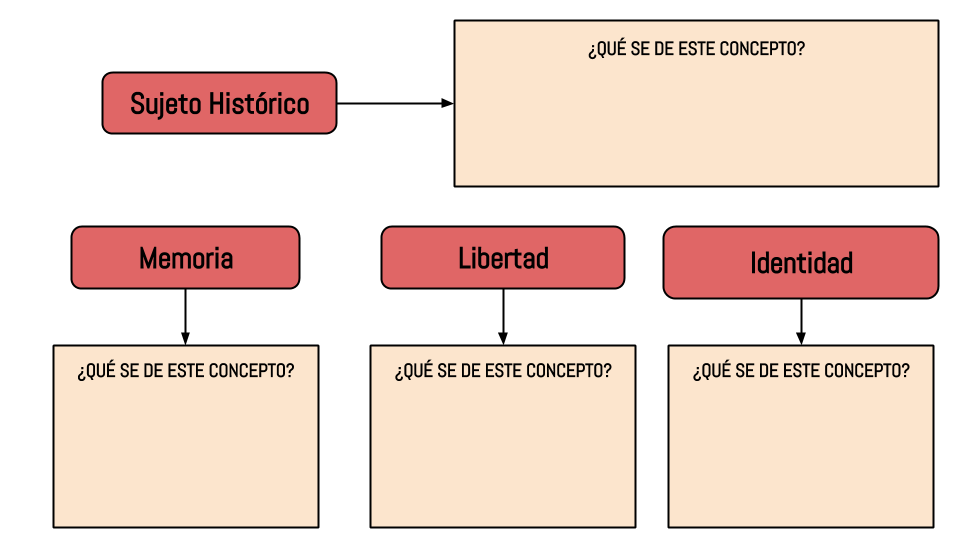 ¿QUÉ SE DE ESTE CONCEPTO?
Sujeto Histórico
Memoria
Libertad
Identidad
¿QUÉ SE DE ESTE CONCEPTO?
¿QUÉ SE DE ESTE CONCEPTO?
¿QUÉ SE DE ESTE CONCEPTO?